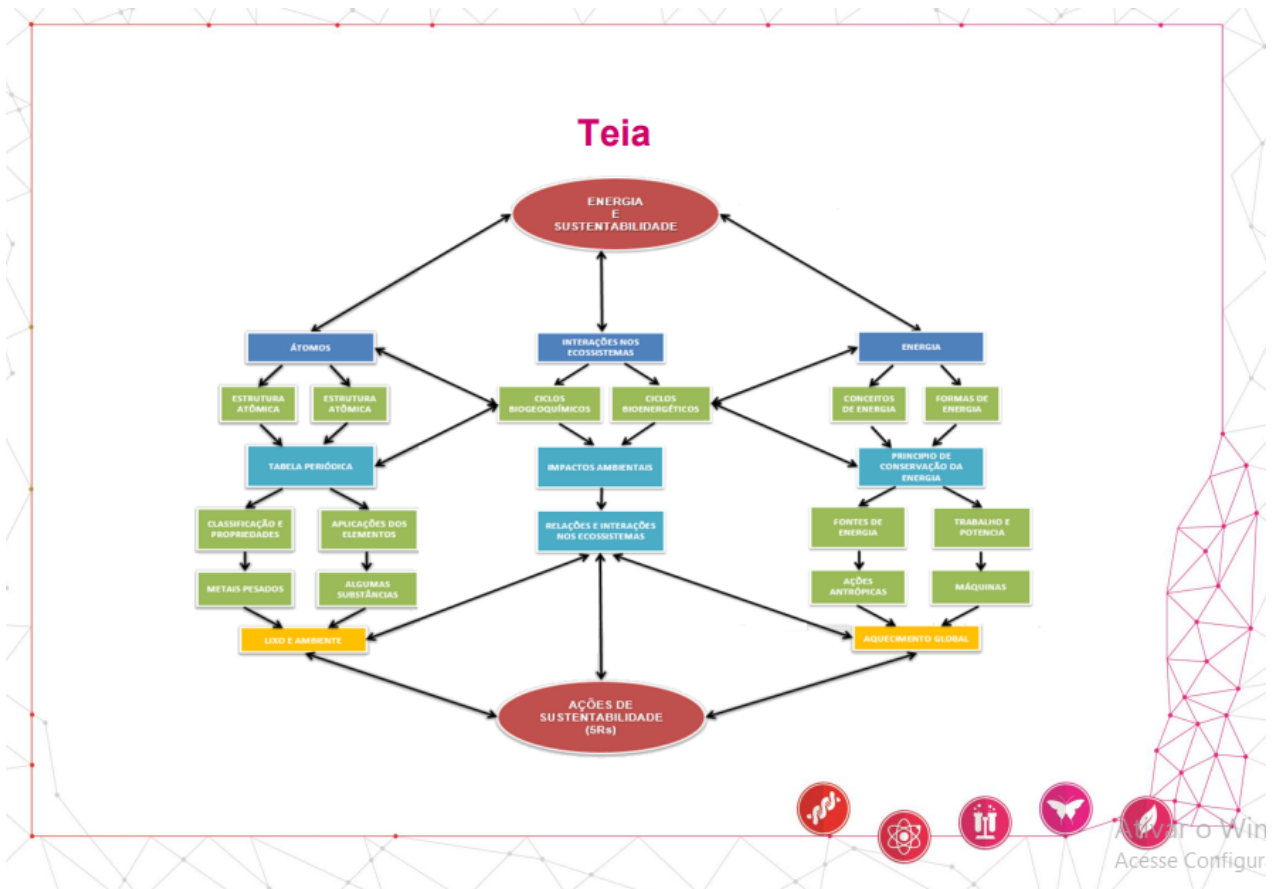 Teia
ENERGIA
E
SUSTENTABILIDADE
ÁTOMOS
INTERAÇÕES NOS
ECOSSISTEMAS
ENERGIA
ESTRUTURA
ATÔMICA
ESTRUTURA
ATÔMICA
CICLOS
BIOGEOQUÍMICOS
CICLOS
BIOENERGÉTICOS
CONCEITOS
DE ENERGIA
FORMAS DE
ENERGIA
TABELA PERIÓDICA
IMPACTOS AMBIENTAIS
PRINCIPIO DE
CONSERVAÇÃO DA
ENERGIA
CLASSIFICAÇÃO E
PROPRIEDADES
APLICAÇÕES DOS
ELEMENTOS
RELAÇÕES E INTERAÇÕES
NOS ECOSSISTEMAS
FONTES DE
ENERGIA
TRABALHO E
POTENCIA
METAIS PESADOS
ALGUMAS
SUBSTÂNCIAS
AÇÕES
ANTRÓPICAS
MÁQUINAS
LIXO E AMBIENTE
AQUECIMENTO GLOBAL
AÇÕES DE
SUSTENTABILIDADE
(5Rs)
Ativar o Win
Acesse Configura